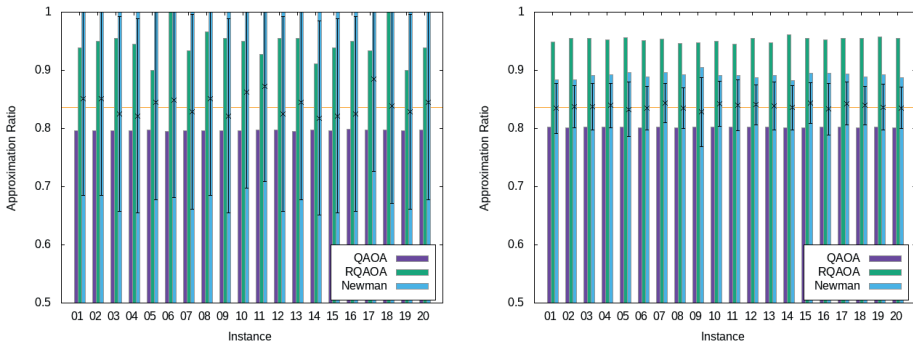 Approximation Ratio
1
0.9
0.8
0.7
0.6
0.5
QAOA
RQAOA
Newman
01 02 03 04 05 06 07 08 09 10 11 12 13 14 15 16 17 18 19 20
Instance
Approximation Ratio
1
0.9
0.8
0.7
0.6
0.5
QAOA
RQAOA
Newman
01 02 03 04 05 06 07 08 09 10 11 12 13 14 15 16 17 18 19 20
Instance